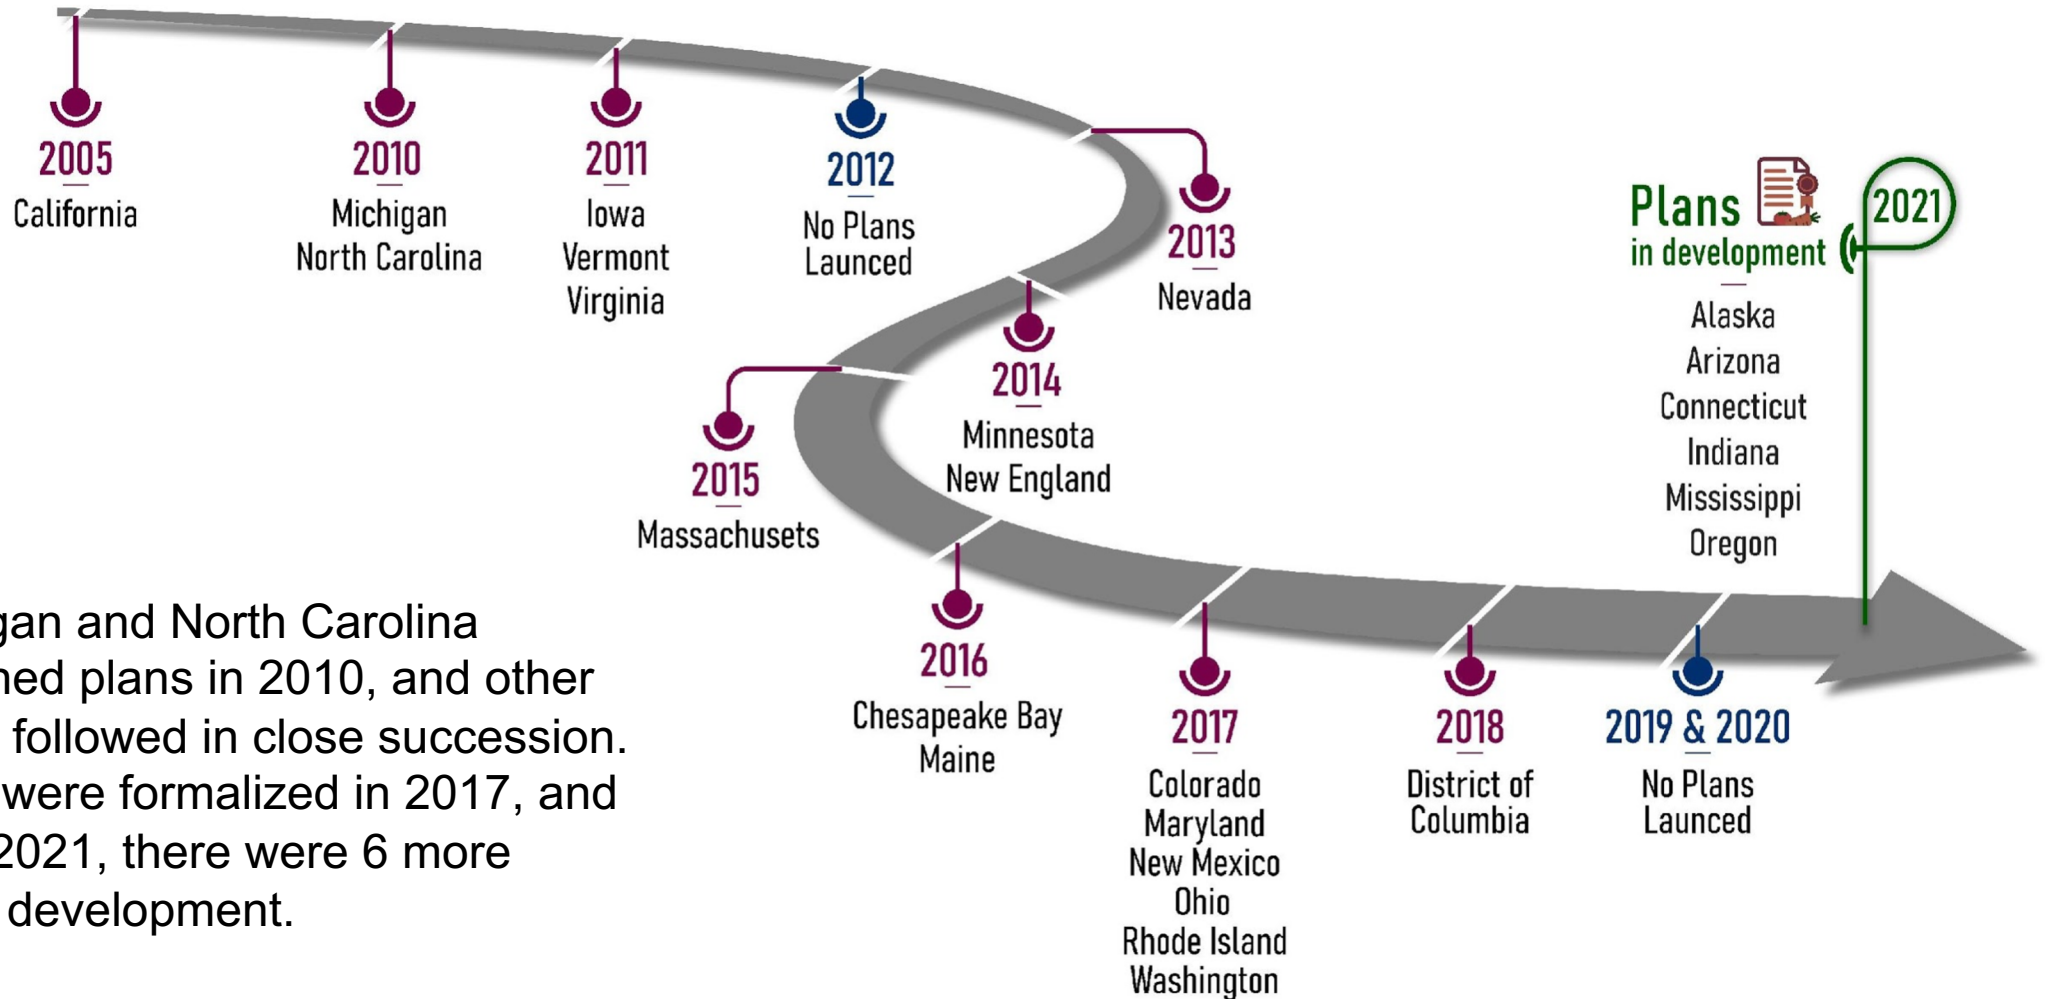 2005
California
2010
Michigan
North Carolina
2011
Iowa
Vermont
Virginia
2012
No Plans
Launced
2013
Nevada
2014
Minnesota
New England
2015
Massachusets
2016
Chesapeake Bay
Maine
2017
Colorado
Maryland
New Mexico
Ohio
Rhode Island
Washington
2018
District of
Columbia
2019 & 2020
No Plans
Launced
2021
Plans
in development
Alaska
Arizona
Connecticut
Indiana
Mississippi
Oregon
and North Carolina
plans in 2010, and other
followed in close succession.
were formalized in 2017, and
2021, there were 6 more
development.